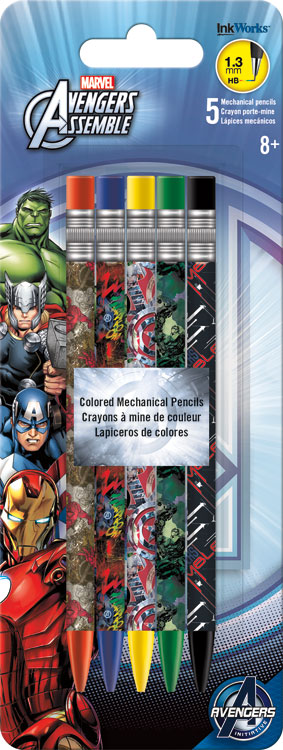 InkWorks™
1.3
mm
HB
MARVEL
AVENGERS
ASSEMBLE
5 Mechanical pencils
Crayon porte-mine
Lápices mecánicos
8+
Colored Mechanical Pencils
Crayons à mine de couleur
Lapiceros de colores
AVENGERS
INITIATIVE